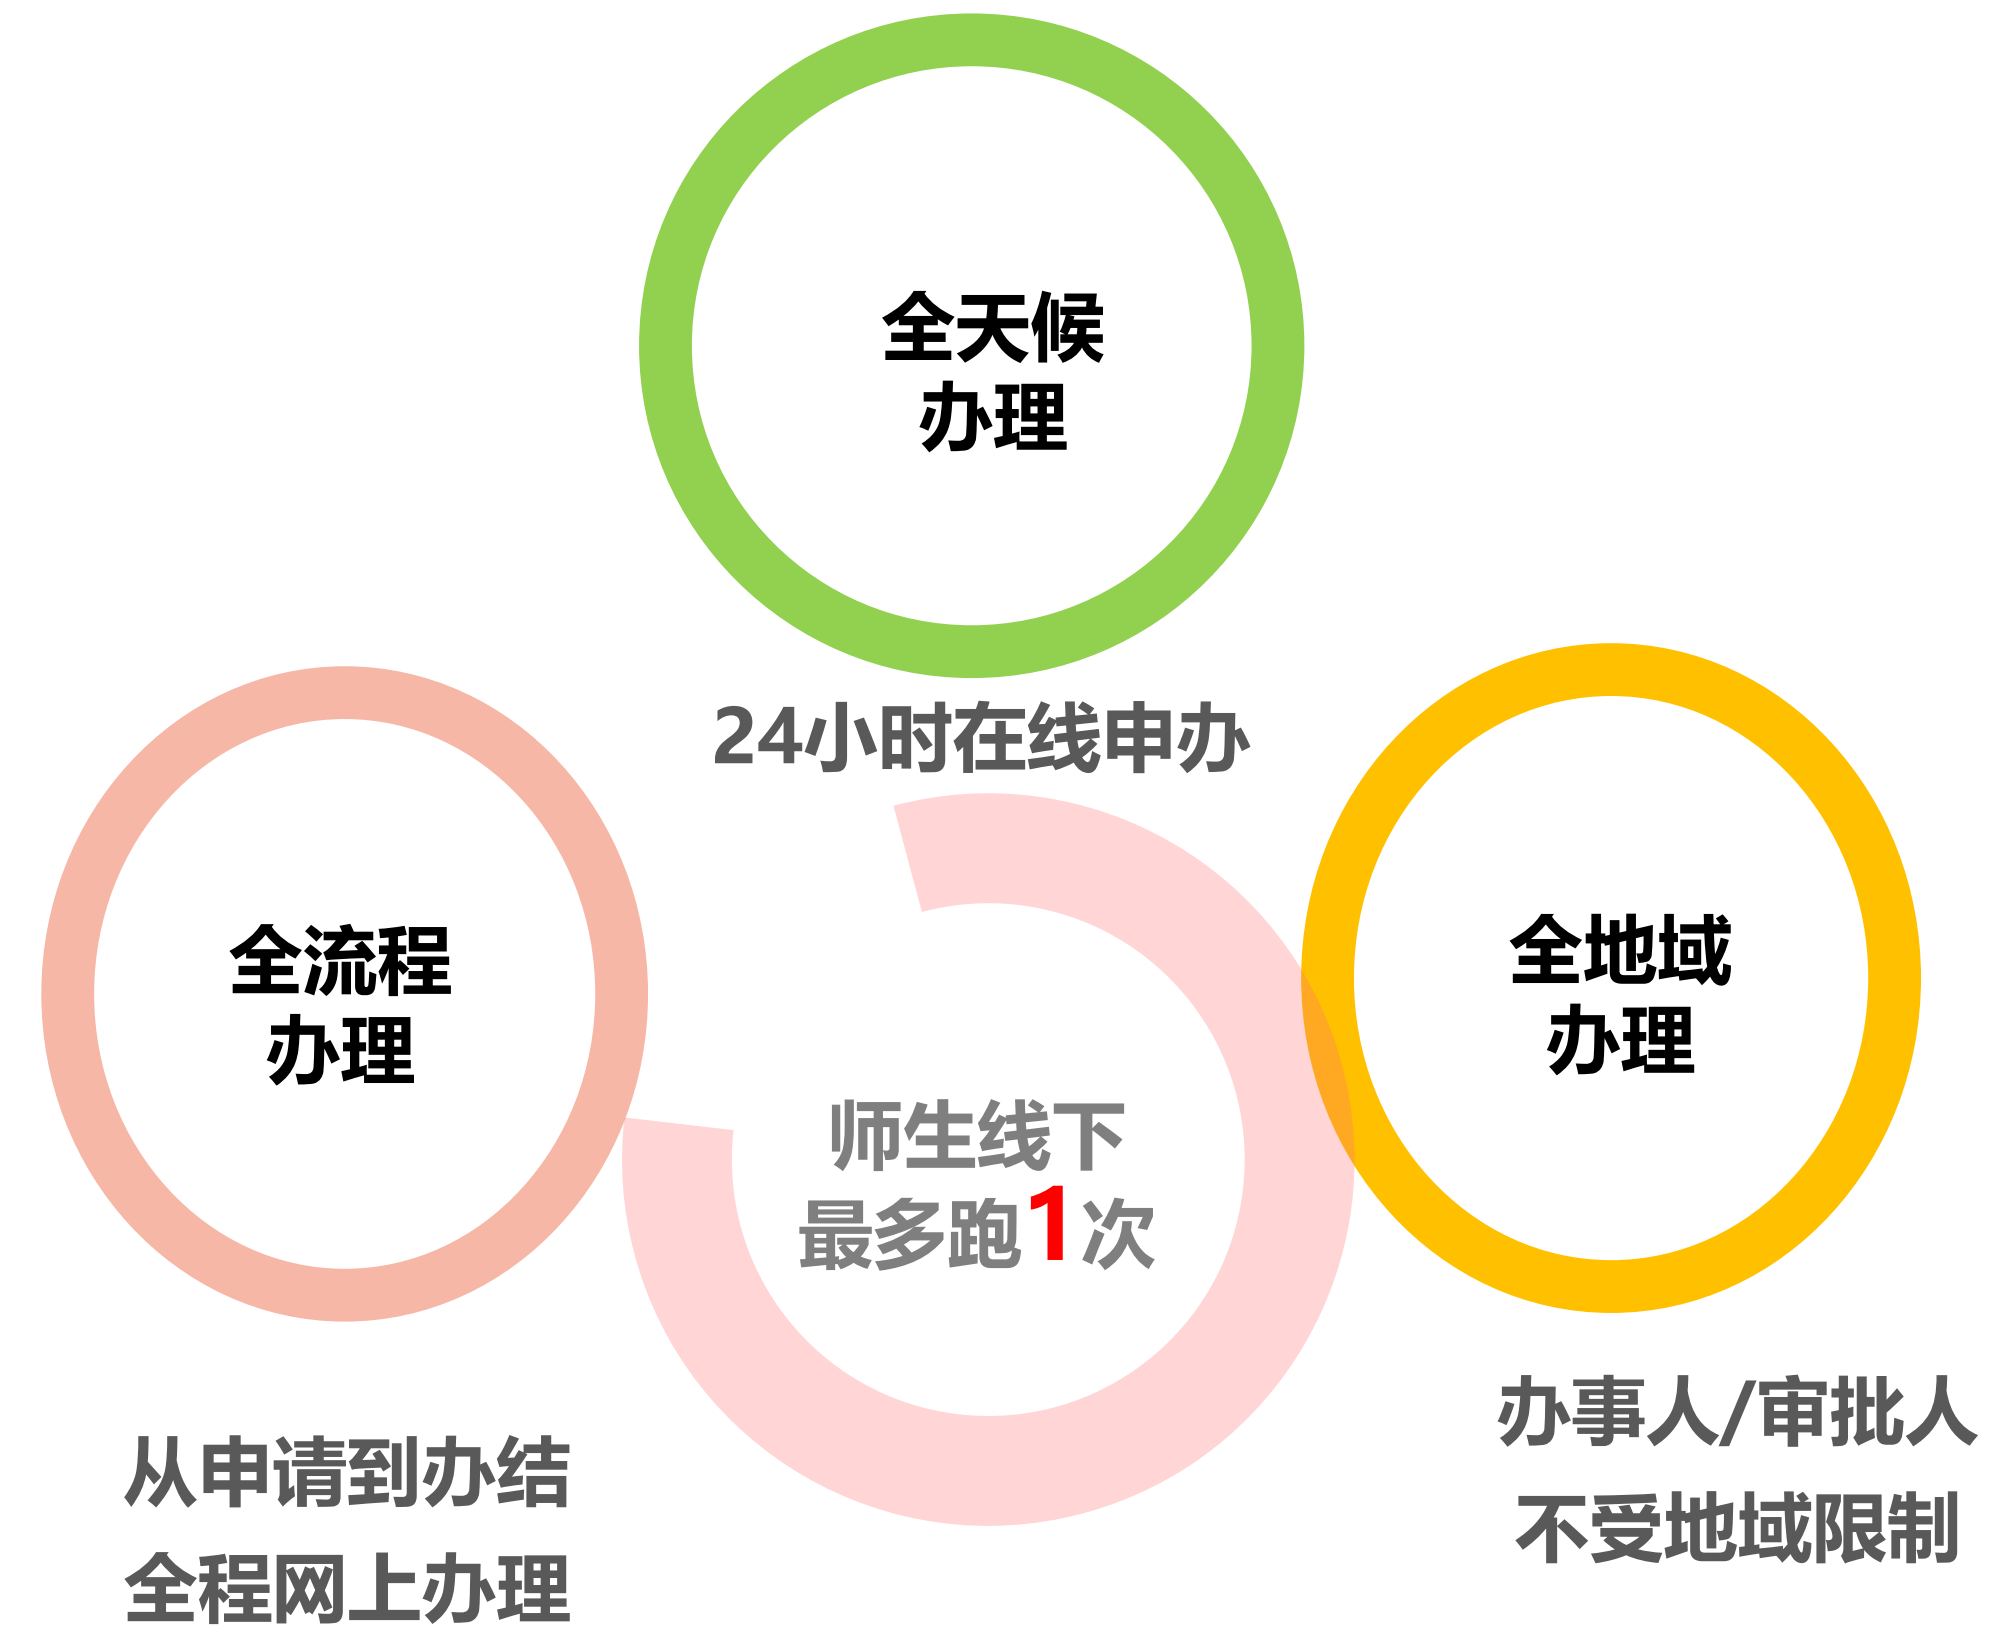 全天候
办理
24小时在线申办
全流程
办理
从申请到办结
全程网上办理
师生线下
最多跑1次
全地域
办理
办事人/审批人
不受地域限制